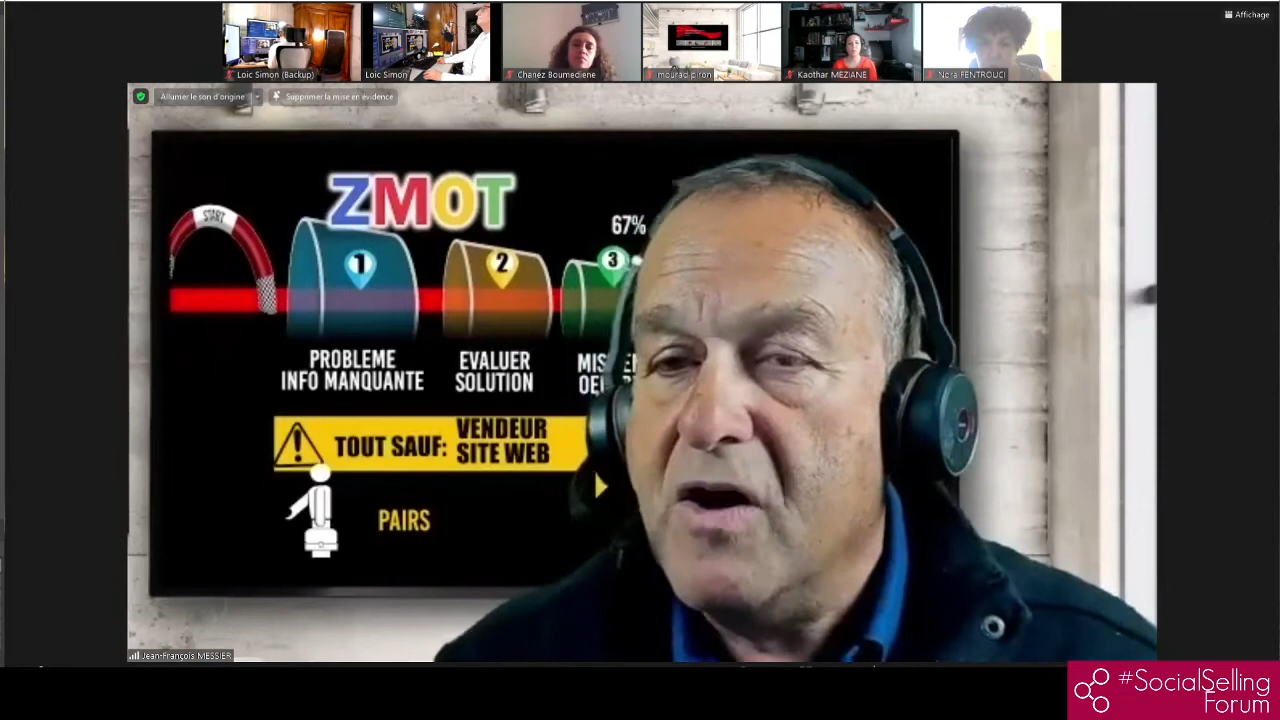 Affichage
Loic Simon (Backup)
Loic Simon
Chanez Boumediene
mourad piron
Kaothar MEZIANE
Nora FENTROUCI
Allumer le son d'origine
Supprimer la mise en évidence
ZMOT
START
67%
1
2
3
PROBLEME
INFO MANQUANTE
EVALUER
SOLUTION
TOUT SAUF:
VENDEUR
SITE WEB
PAIRS
Jean-François MESSIER
#SocialSelling
Forum